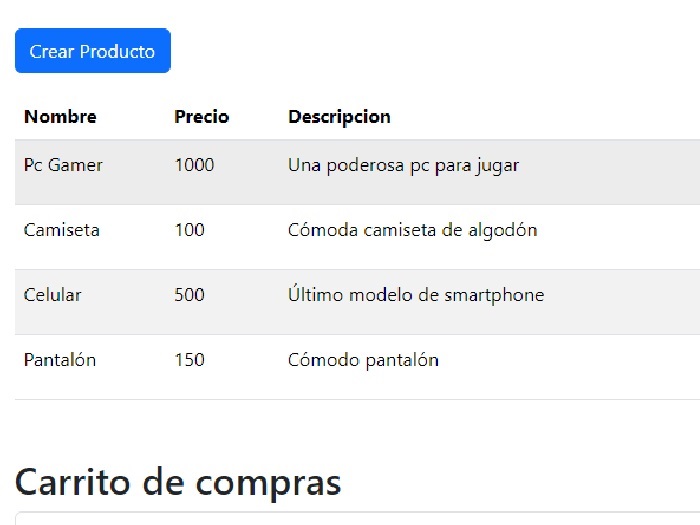 Crear Producto
Nombre Precio Descripcion
Pc Gamer 1000 Una poderosa pc para jugar
Camiseta 100 Cómoda camiseta de algodón
Celular 500 Último modelo de smartphone
Pantalón 150 Cómodo pantalón
Carrito de compras